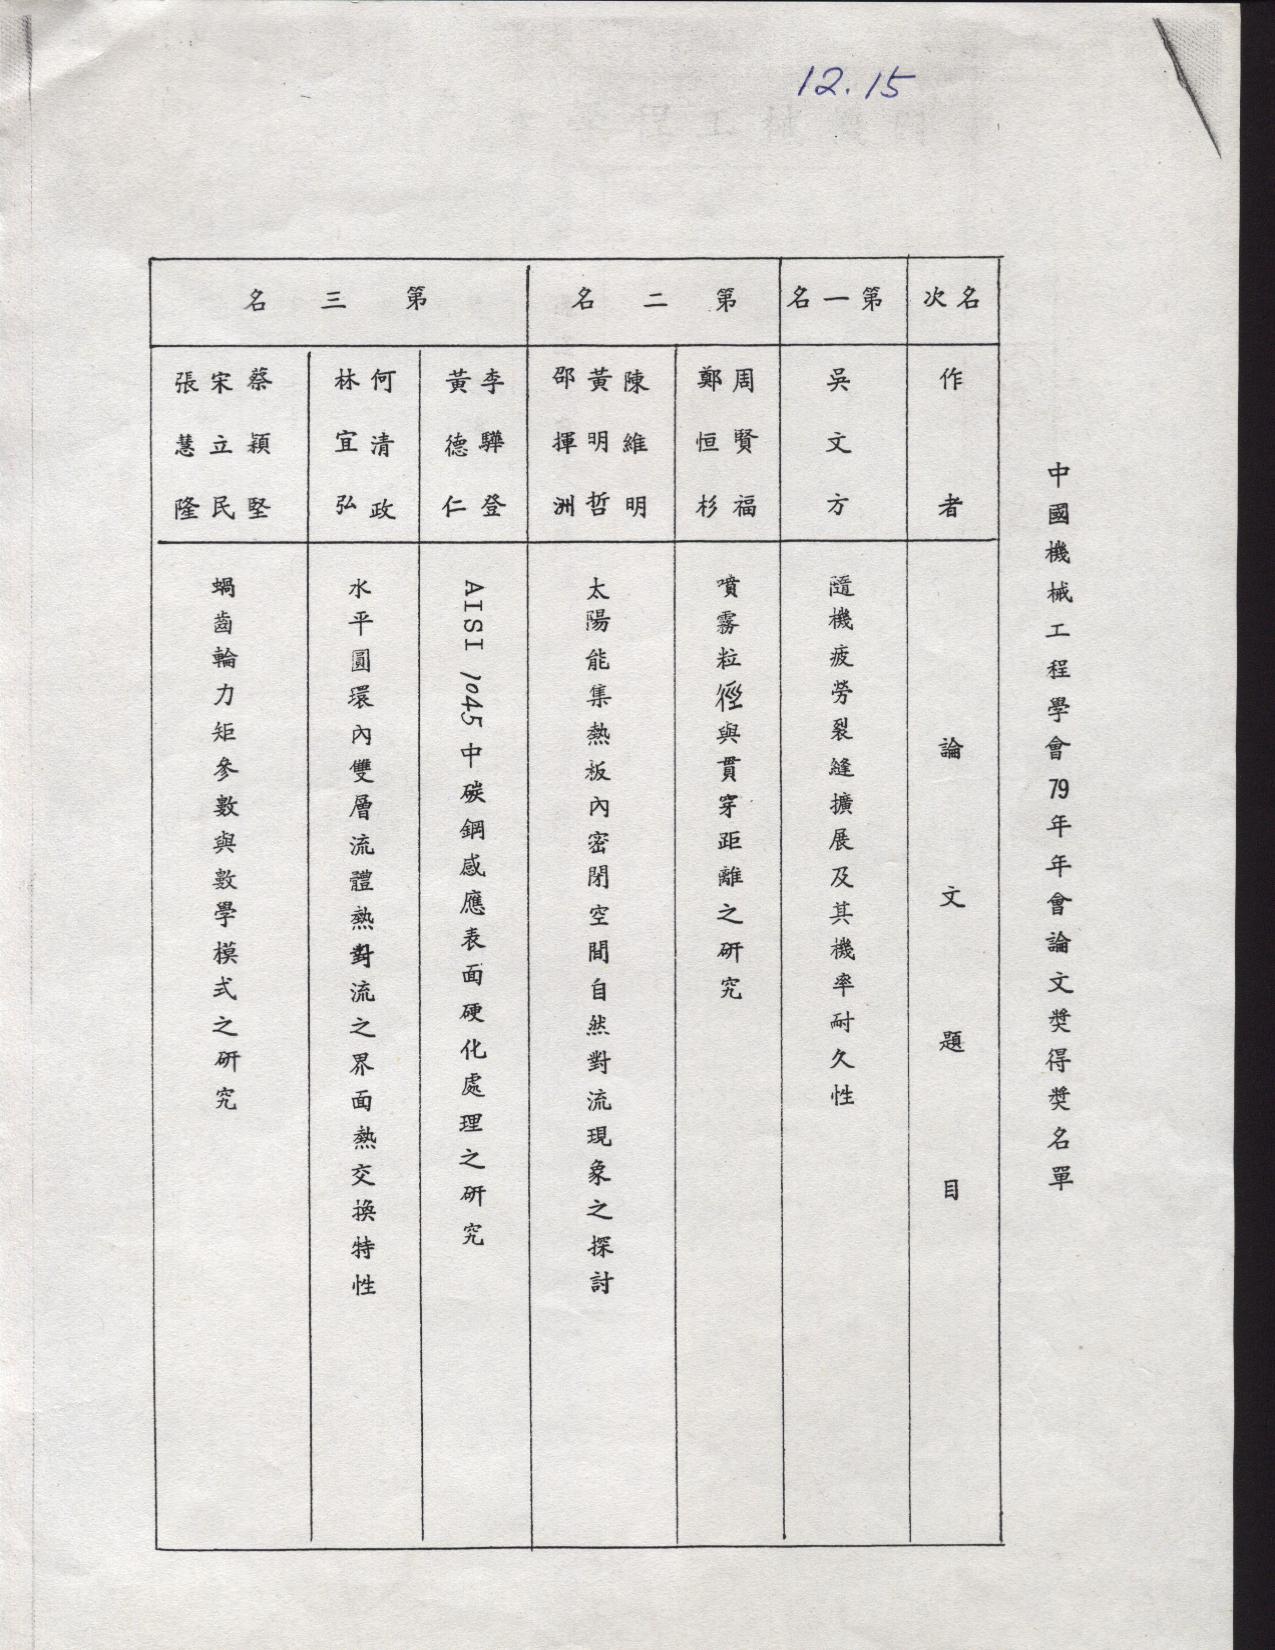 12.15
中國機械工程學會79年年會論文獎得獎名單
名次
作者
論文題目
第一名
吳文方
隨機疲勞裂縫擴展及其機率耐久性
第二名
周賢福
鄭恒杉
噴霧粒徑與貫穿距離之研究
陳維明
黃明哲
邵揮洲
太陽能集熱板內密閉空間自然對流現象之探討
第三名
李驊登
黃德仁
AISI 1045中碳鋼感應表面硬化處理之研究
何清政
林宜弘
水平圓環內雙層流體熱對流之界面熱交換特性
蔡穎堅
宋立民
張慧隆
蝸齒輪力矩參數與數學模式之研究